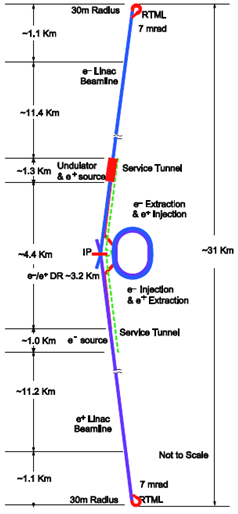 30m Radius
RTML
7 mrad
~1.1 Km
e– Linac
Beamline
~11.4 Km
Undulator
& e+ source
Service Tunnel
~1.3 Km
e– Extraction
& e+ Injection
~4.4 Km
IP
~31 Km
e–/e+ DR ~3.2 Km
e– Injection
& e+ Extraction
Service Tunnel
~1.0 Km
e– source
~11.2 Km
e+ Linac
Beamline
Not to Scale
7 mrad
~1.1 Km
30m Radius
RTML